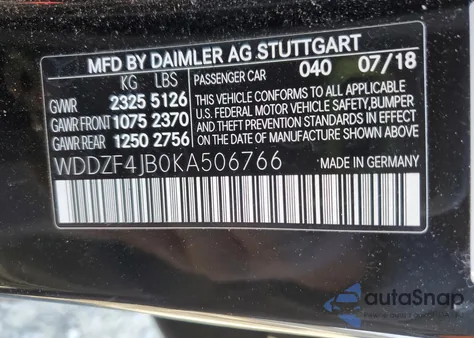 MFD BY DAIMLER AG STUTTGART
KG LBS PASSENGER CAR 040 07/18
GVWR 2325 5126
GAWR FRONT 1075 2370
GAWR REAR 1250 2756
THIS VEHICLE CONFORMS TO ALL APPLICABLE
U.S. FEDERAL MOTOR VEHICLE SAFETY, BUMPER
AND THEFT PREVENTION STANDARDS IN EFFECT
ON THE DATE OF MANUFACTURE SHOWN ABOVE.
WDDZF4JB0KA506766 MADE IN GERMANY
autaSnap